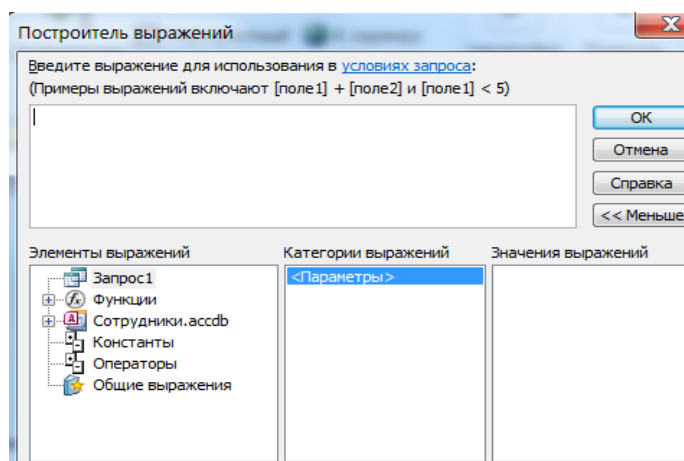 Построитель выражений
Введите выражение для использования в условиях запроса:
(Примеры выражений включают [поле1] + [поле2] и [поле1] < 5)
ОК
Отмена
Справка
<< Меньше
Элементы выражений
Категории выражений
Значения выражений
Запрос1
<Параметры>
Функции
Сотрудники.accdb
Константы
Операторы
Общие выражения